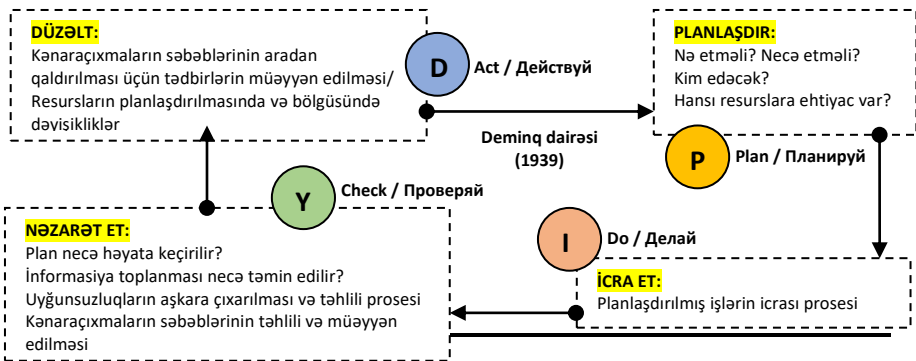 DÜZƏLT:
Kənaraçıxmaların səbəblərinin aradan
qaldırılması üçün tədbirlərin müəyyən edilməsi/
Resursların planlaşdırılmasında və bölgüsündə
dəyişikliklər
D
Act / Действуй
PLANLAŞDIR:
Nə etməli? Necə etməli?
Kim edəcək?
Hansı resurslara ehtiyac var?
Deminq dairəsi
(1939)
P
Plan / Планируй
Y
Check / Проверяй
NƏZARƏT ET:
Plan necə həyata keçirilir?
İnformasiya toplanması necə təmin edilir?
Uyğunsuzluqların aşkara çıxarılması və təhlili prosesi
Kənaraçıxmaların səbəblərinin təhlili və müəyyən
edilməsi
I
Do / Делай
İCRA ET:
Planlaşdırılmış işlərin icrası prosesi